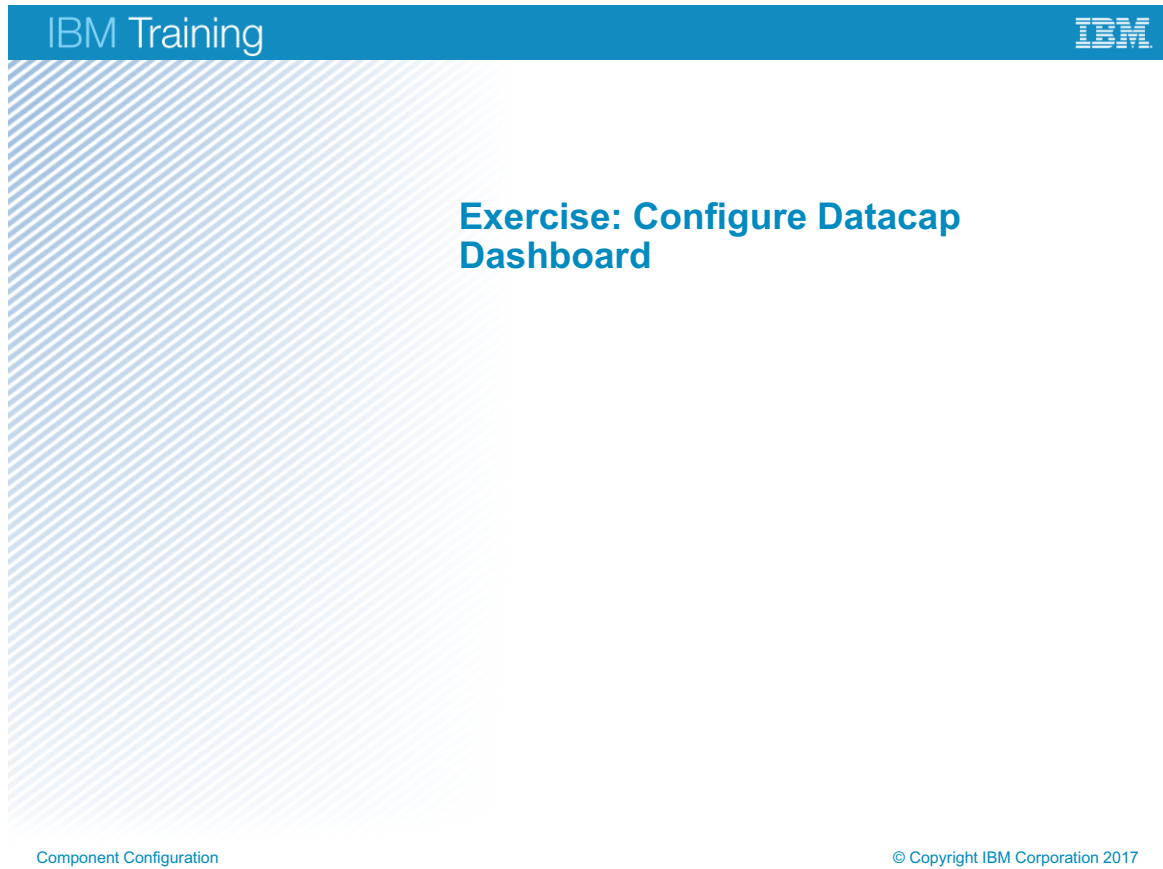 IBM Training
IBM
Exercise: Configure Datacap
Dashboard
Component Configuration
© Copyright IBM Corporation 2017